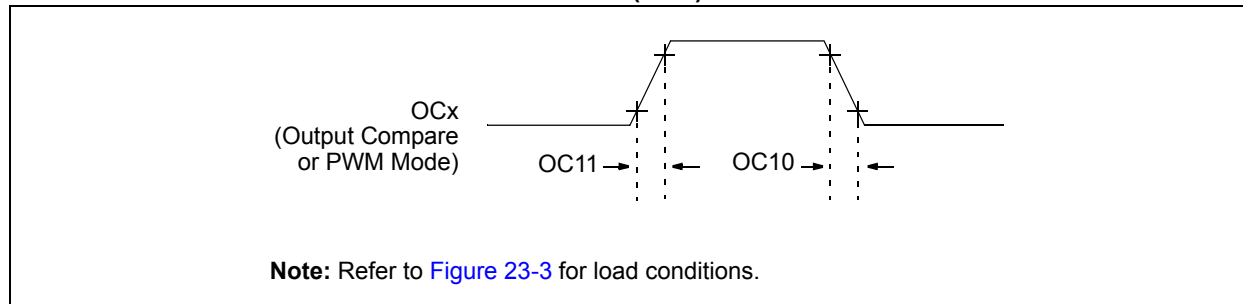 OCx
(Output Compare
or PWM Mode)
OC11
OC10
Note: Refer to Figure 23-3 for load conditions.